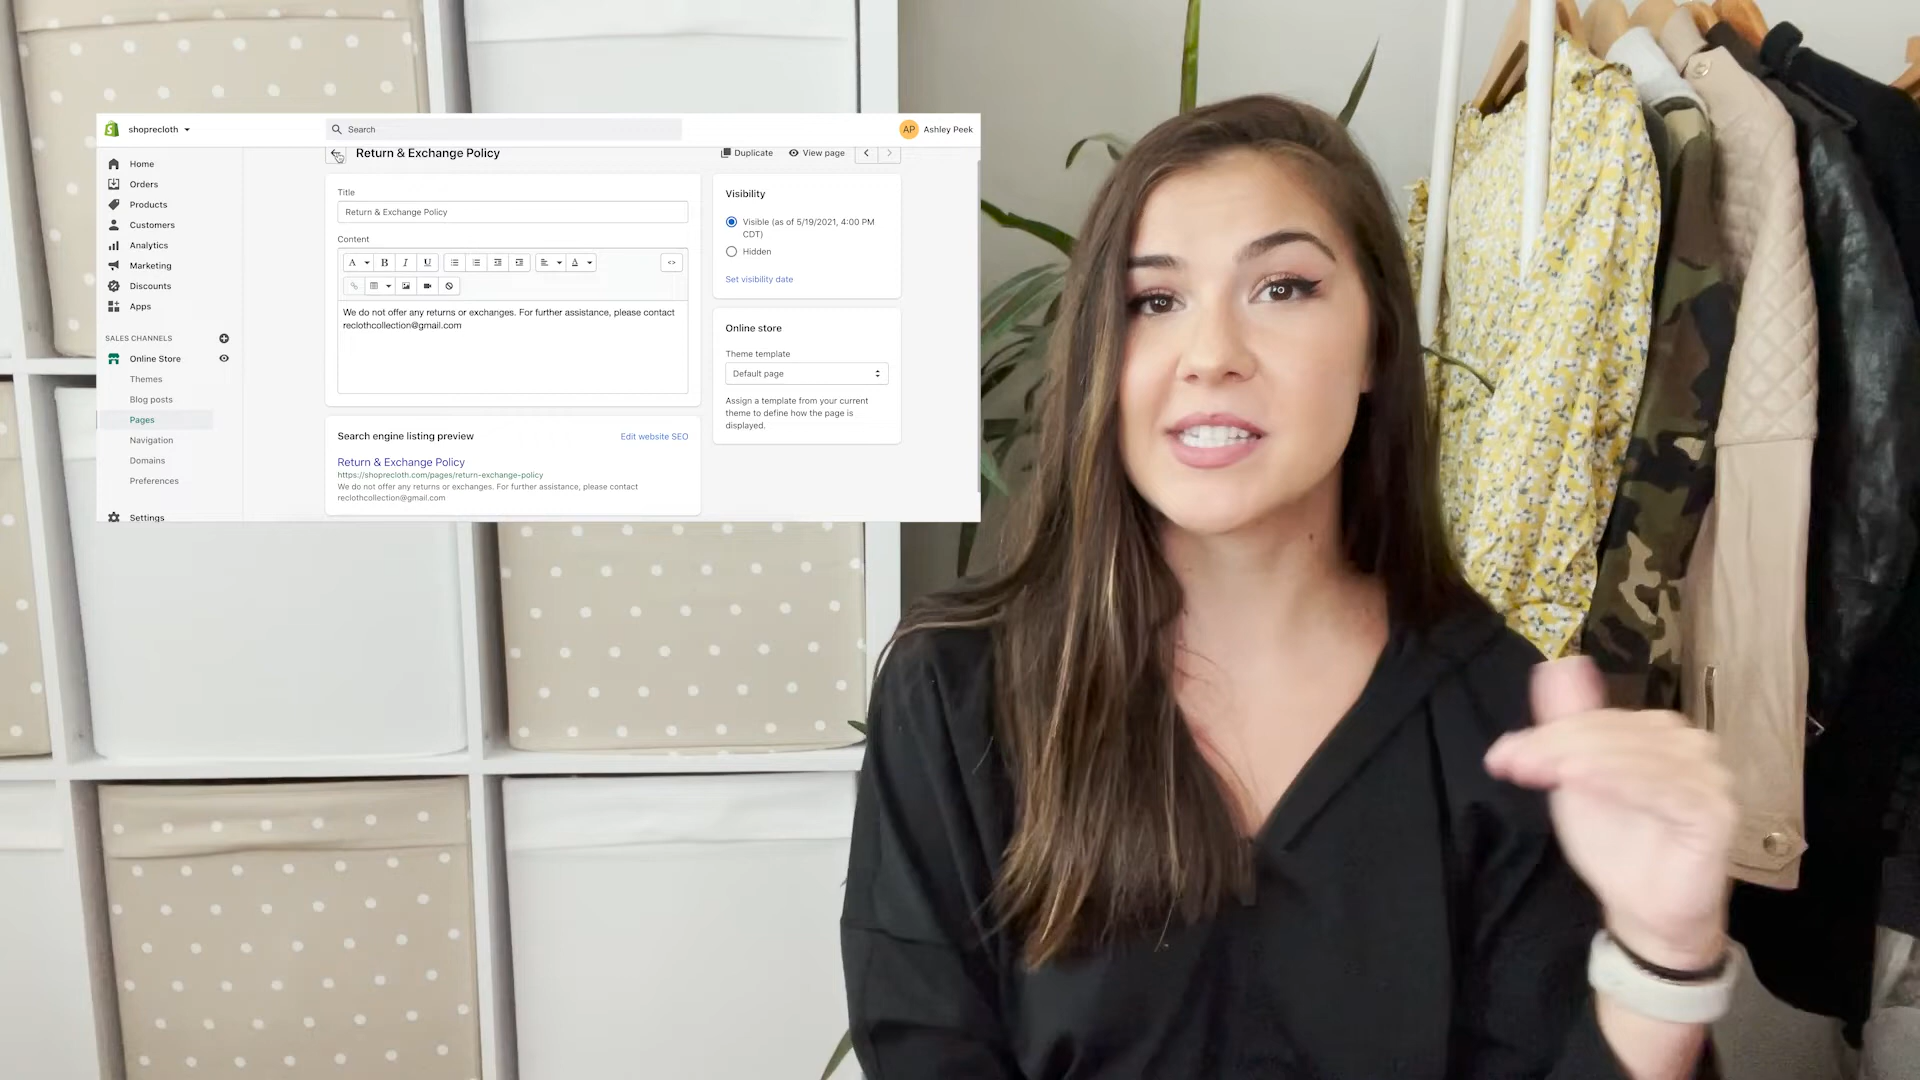 shoprecloth
Search
AP Ashley Peek
Home
Orders
Products
Customers
Analytics
Marketing
Discounts
Apps
SALES CHANNELS
Online Store
Themes
Blog posts
Pages
Navigation
Domains
Preferences
Settings
Return & Exchange Policy
Duplicate
View page
Title
Return & Exchange Policy
Content
A B I U A
We do not offer any returns or exchanges. For further assistance, please contact
reclothcollection@gmail.com
Search engine listing preview
Edit website SEO
Return & Exchange Policy
https://shoprecloth.com/pages/return-exchange-policy
We do not offer any returns or exchanges. For further assistance, please contact
reclothcollection@gmail.com
Visibility
Visible (as of 5/19/2021, 4:00 PM
CDT)
Hidden
Set visibility date
Online store
Theme template
Default page
Assign a template from your current
theme to define how the page is
displayed.